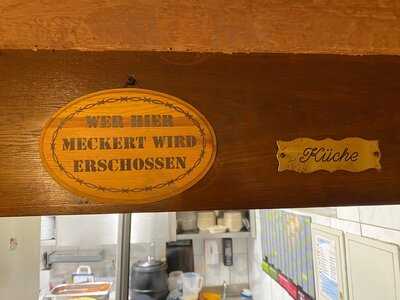 WER HIER
MECKERT WIRD
ERSCHOSSEN
Küche